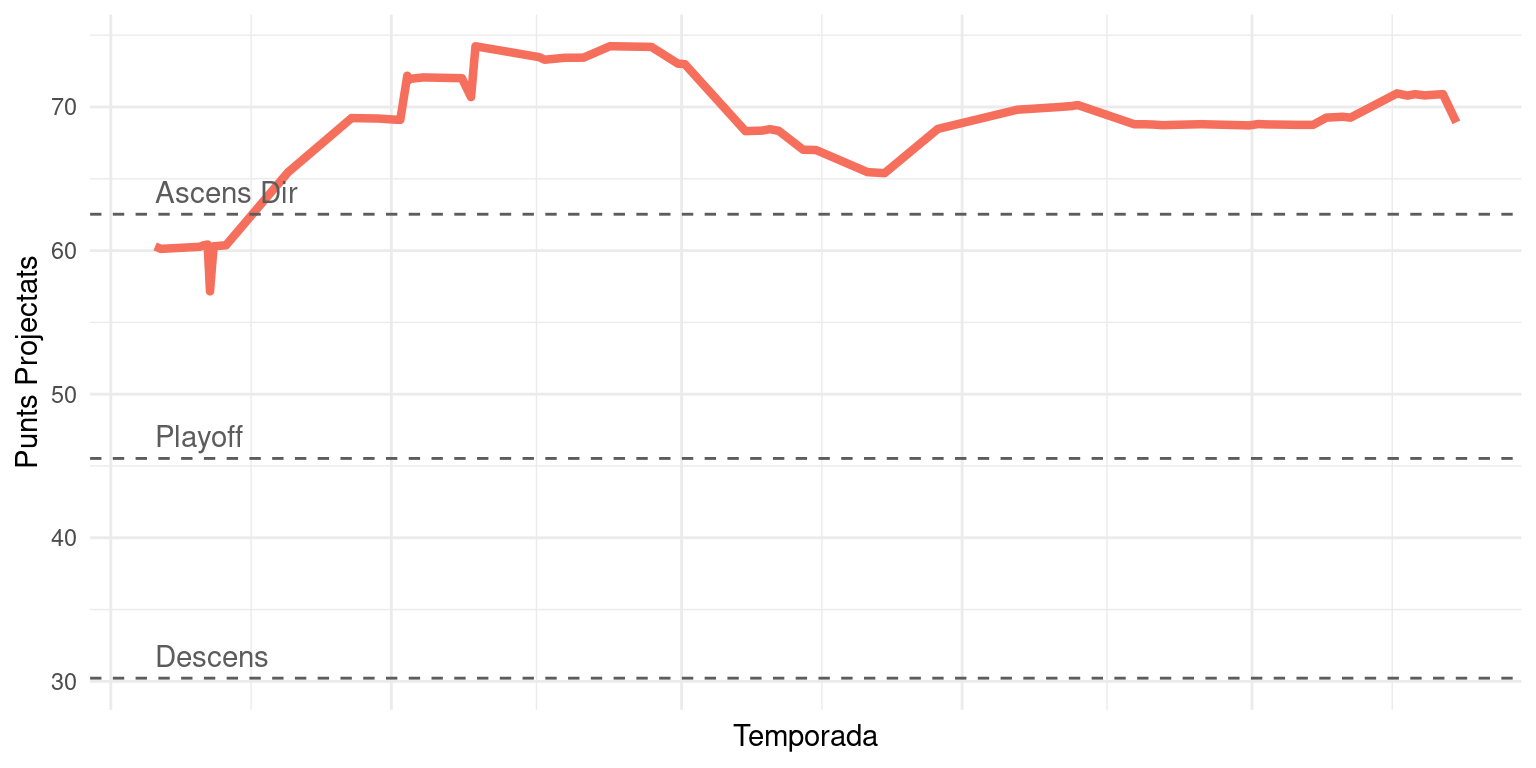 70
60
50
40
30
Punts Projectats
Ascens Dir
Playoff
Descens
Temporada